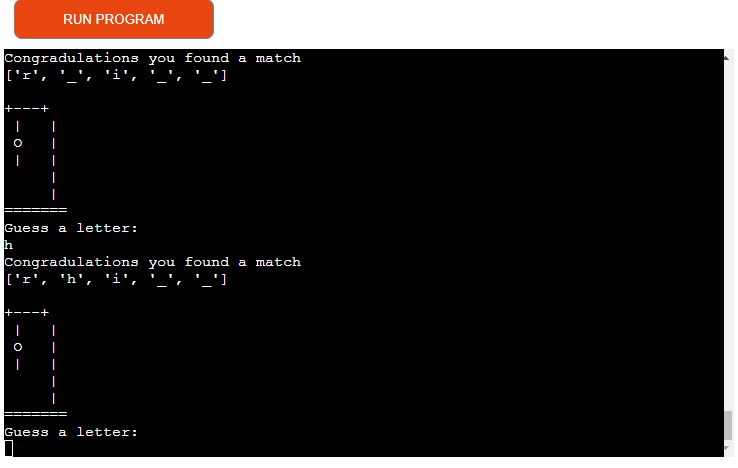 RUN PROGRAM
Congradulations you found a match
['r', '_', 'i', '_', '_']
+---+
 |   |
 O   |
 |   |
     |
     |
=======
Guess a letter:
h
Congradulations you found a match
['r', 'h', 'i', '_', '_']
+---+
 |   |
 O   |
 |   |
     |
     |
=======
Guess a letter: